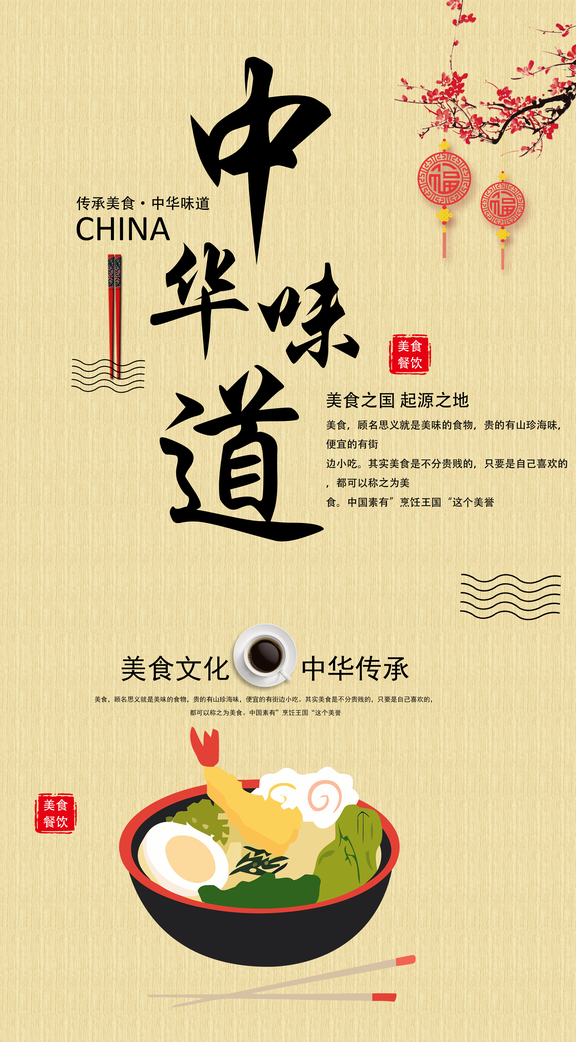 中
华
味
道
传承美食·中华味道
CHINA
福
福
美食
餐饮
美食之国 起源之地
美食，顾名思义就是美味的食物，贵的有山珍海味，
便宜的有街
边小吃。其实美食是不分贵贱的，只要是自己喜欢的
，都可以称之为美
食。中国素有”烹饪王国“这个美誉
美食文化 中华传承
美食，顾名思义就是美味的食物，贵的有山珍海味，便宜的有街边小吃。其实美食是不分贵贱的，只要是自己喜欢的，
都可以称之为美食。中国素有”烹饪王国“这个美誉
美食
餐饮